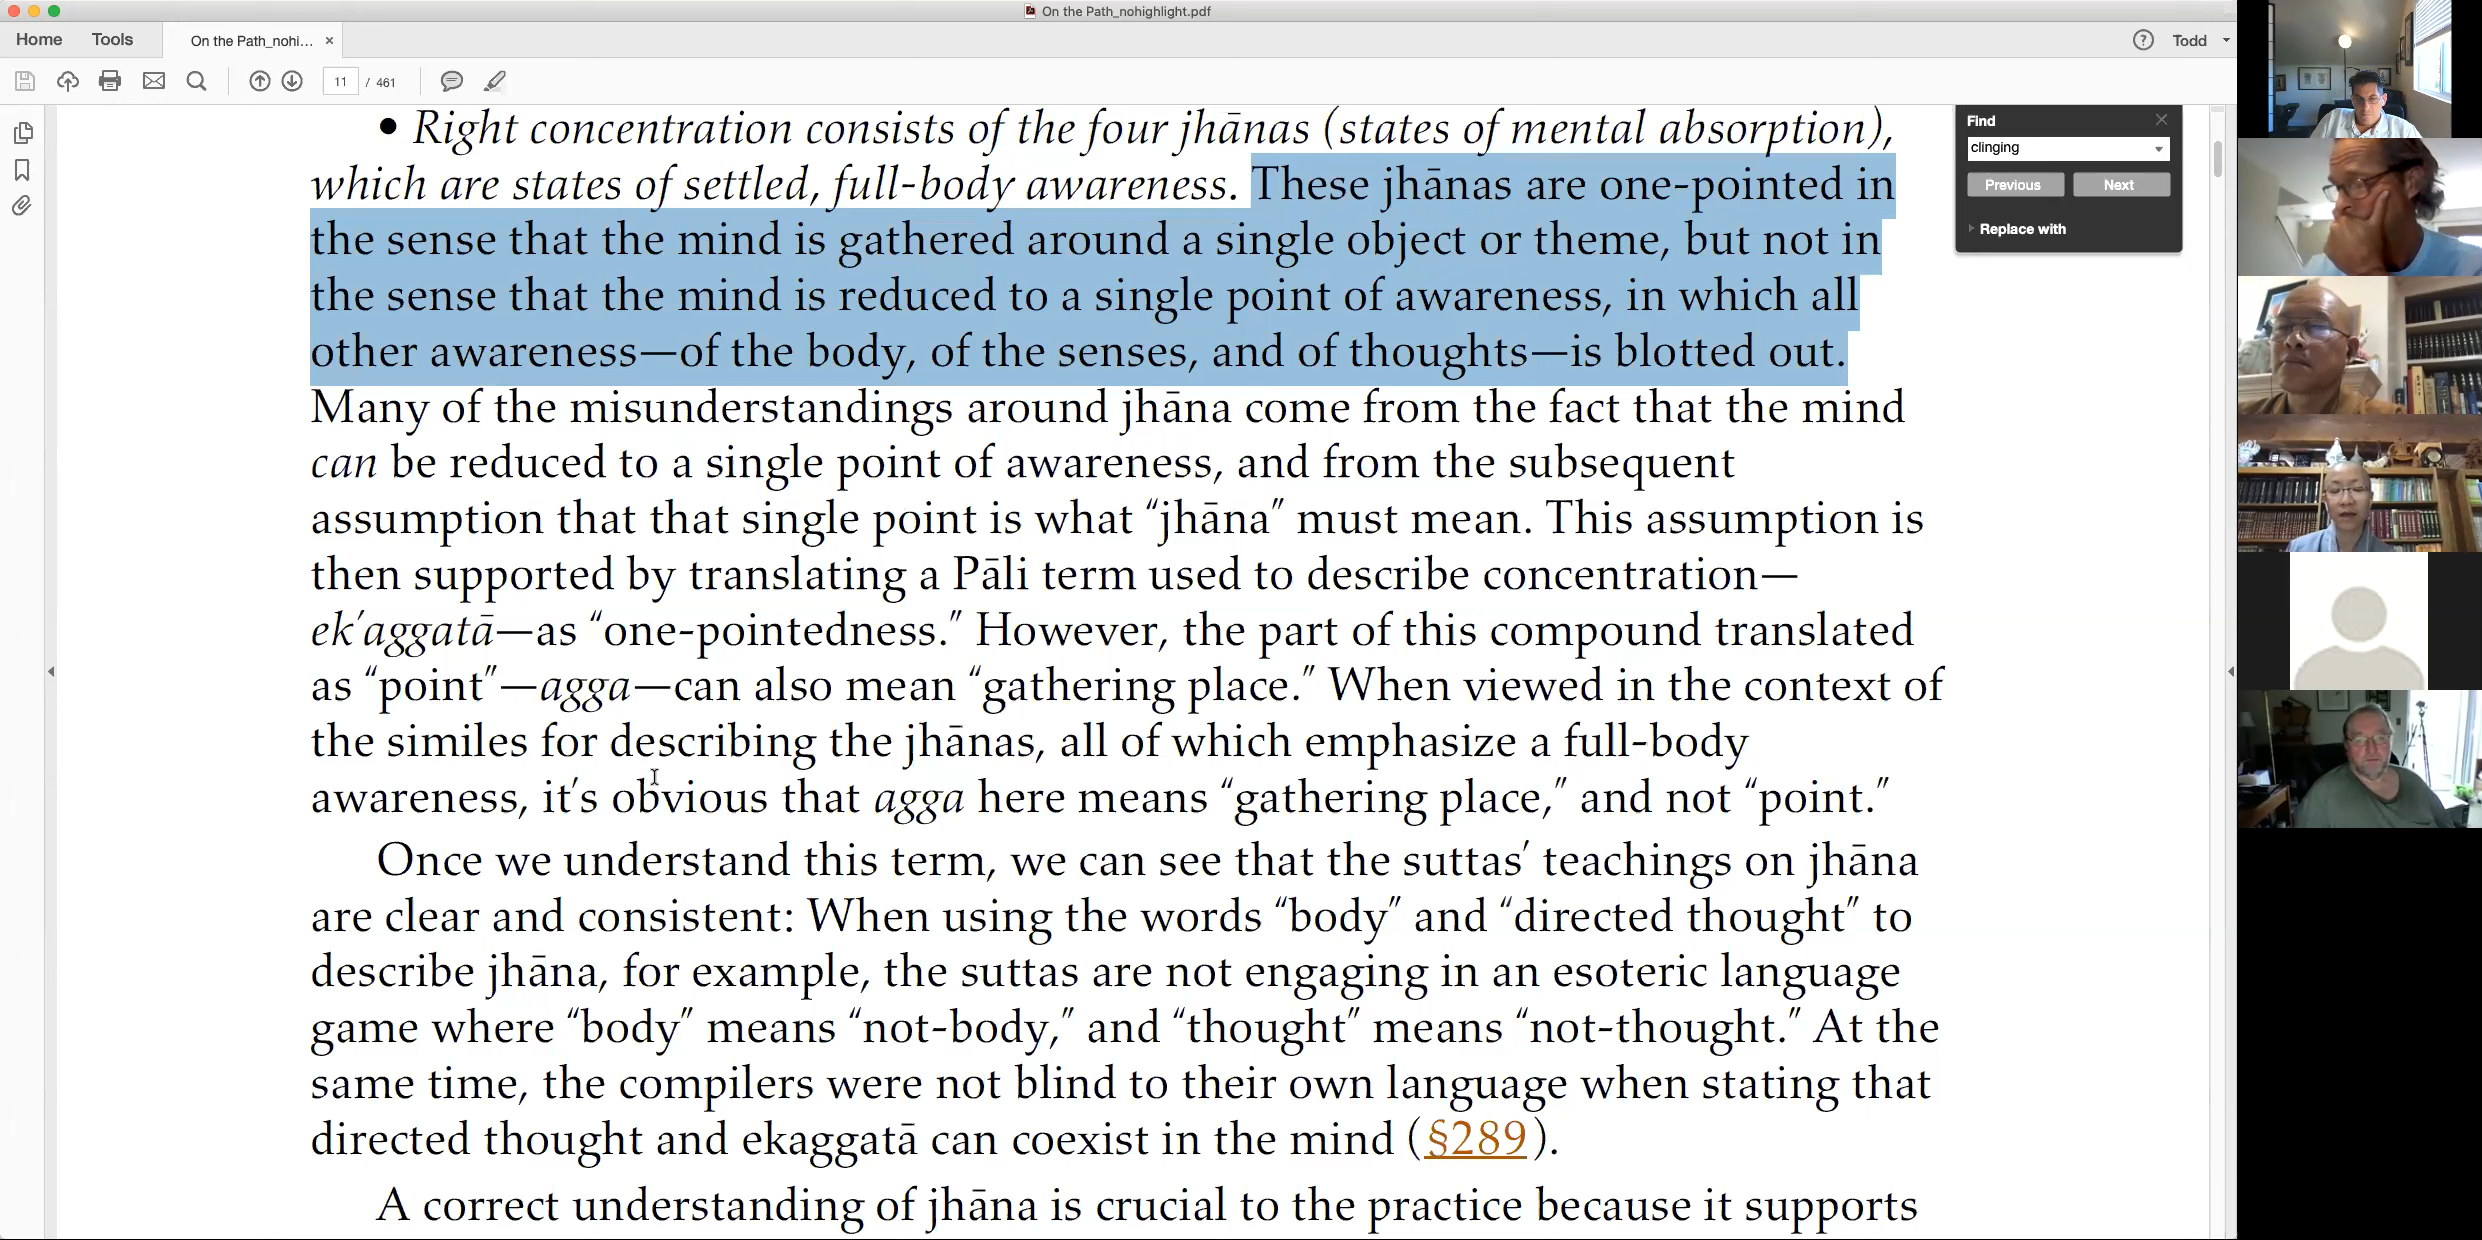 On the Path_nohighlight.pdf
Home
Tools
On the Path_nohi... ×
Todd
11 / 461
• Right concentration consists of the four jhānas (states of mental absorption),
which are states of settled, full-body awareness. These jhānas are one-pointed in
the sense that the mind is gathered around a single object or theme, but not in
the sense that the mind is reduced to a single point of awareness, in which all
other awareness—of the body, of the senses, and of thoughts—is blotted out.
Many of the misunderstandings around jhāna come from the fact that the mind
can be reduced to a single point of awareness, and from the subsequent
assumption that that single point is what “jhāna” must mean. This assumption is
then supported by translating a Pāli term used to describe concentration—
ek’aggatā—as “one-pointedness.” However, the part of this compound translated
as “point”—agga—can also mean “gathering place.” When viewed in the context of
the similes for describing the jhānas, all of which emphasize a full-body
awareness, it’s obvious that agga here means “gathering place,” and not “point.”
Once we understand this term, we can see that the suttas’ teachings on jhāna
are clear and consistent: When using the words “body” and “directed thought” to
describe jhāna, for example, the suttas are not engaging in an esoteric language
game where “body” means “not-body,” and “thought” means “not-thought.” At the
same time, the compilers were not blind to their own language when stating that
directed thought and ekaggatā can coexist in the mind (§289).
A correct understanding of jhāna is crucial to the practice because it supports
Find
clinging
Previous
Next
Replace with